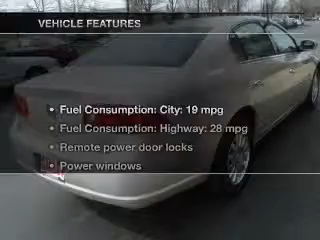 VEHICLE FEATURES
• Fuel Consumption: City: 19 mpg
• Fuel Consumption: Highway: 28 mpg
• Remote power door locks
• Power windows